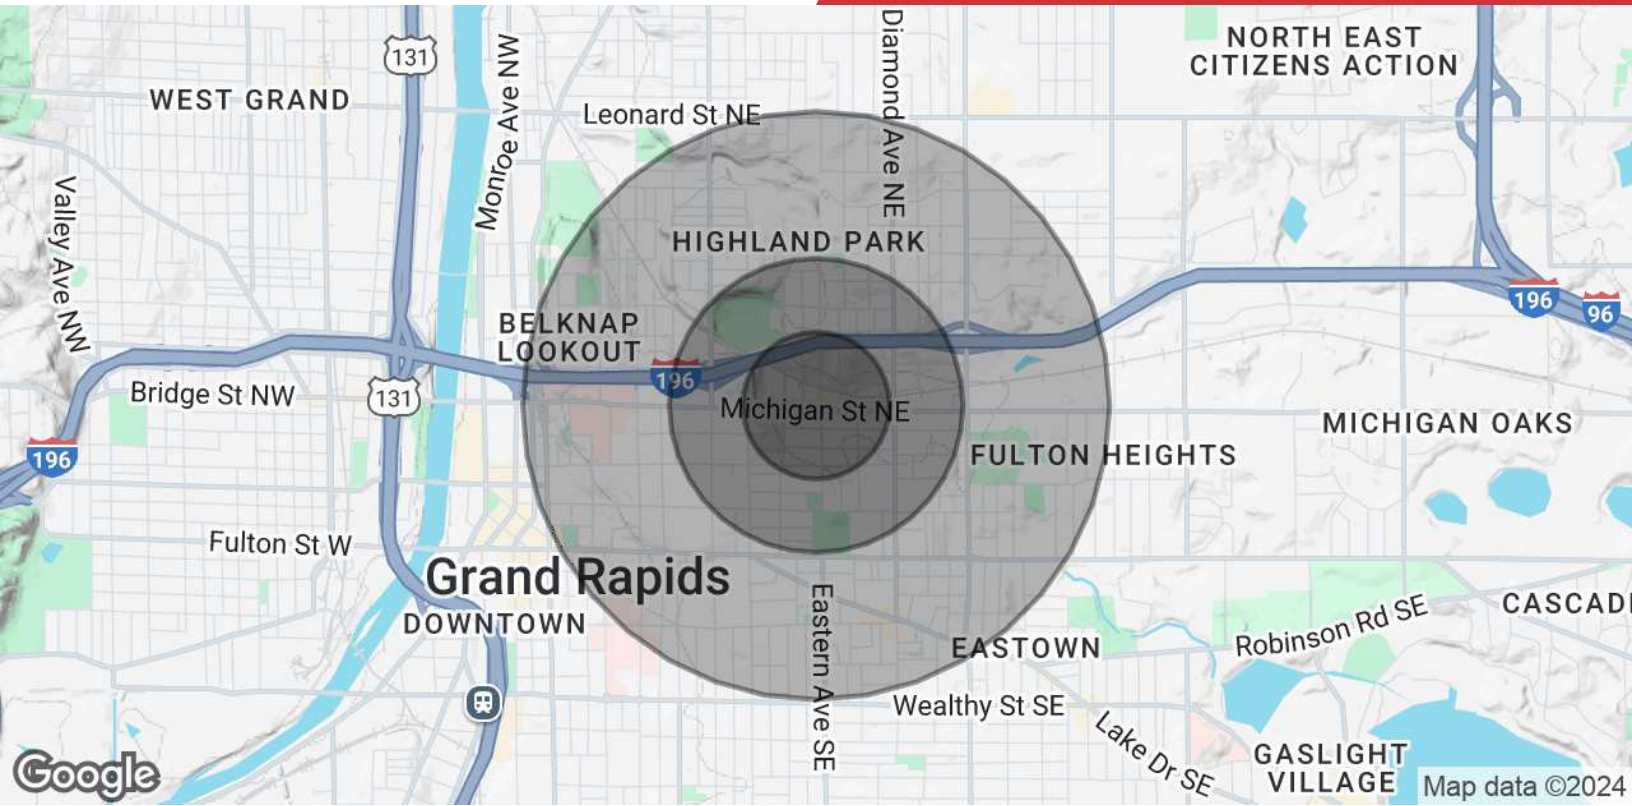 131
Monroe Ave NW
Diamond Ave NE
NORTH EAST
CITIZENS ACTION
WEST GRAND
Leonard St NE
Valley Ave NW
HIGHLAND PARK
196
96
BELKNAP
LOOKOUT
196
Bridge St NW
131
Michigan St NE
MICHIGAN OAKS
196
FULTON HEIGHTS
Fulton St W
Grand Rapids
DOWNTOWN
Eastern Ave SE
EASTOWN
Robinson Rd SE
CASCAD
Wealthy St SE
Lake Dr SE
GASLIGHT
VILLAGE
Google
Map data ©2024